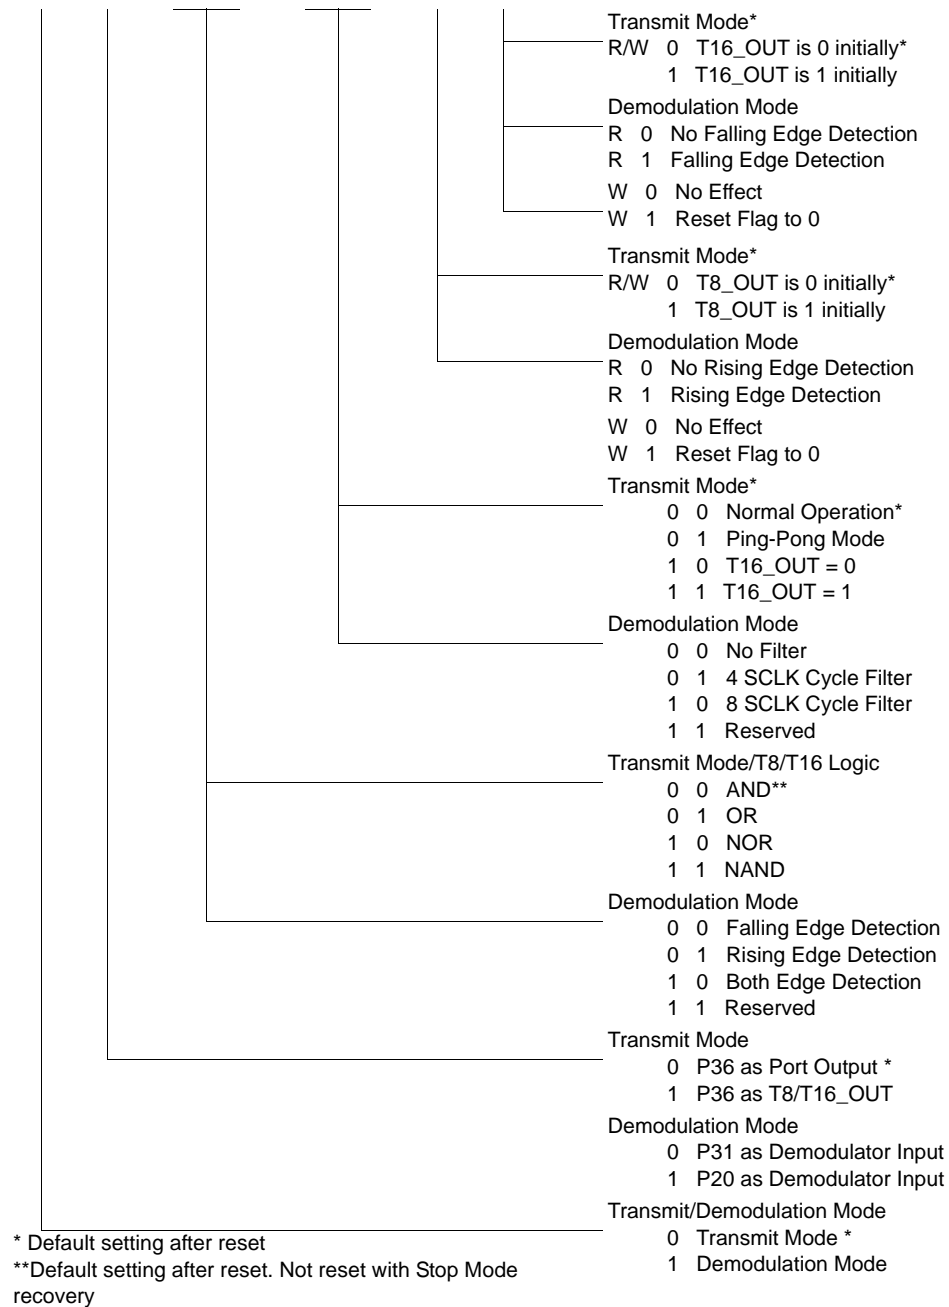 Transmit Mode*
R/W 0 T16_OUT is 0 initially*
1 T16_OUT is 1 initially
Demodulation Mode
R 0 No Falling Edge Detection
R 1 Falling Edge Detection
W 0 No Effect
W 1 Reset Flag to 0
Transmit Mode*
R/W 0 T8_OUT is 0 initially*
1 T8_OUT is 1 initially
Demodulation Mode
R 0 No Rising Edge Detection
R 1 Rising Edge Detection
W 0 No Effect
W 1 Reset Flag to 0
Transmit Mode*
0 0 Normal Operation*
0 1 Ping-Pong Mode
1 0 T16_OUT = 0
1 1 T16_OUT = 1
Demodulation Mode
0 0 No Filter
0 1 4 SCLK Cycle Filter
1 0 8 SCLK Cycle Filter
1 1 Reserved
Transmit Mode/T8/T16 Logic
0 0 AND**
0 1 OR
1 0 NOR
1 1 NAND
Demodulation Mode
0 0 Falling Edge Detection
0 1 Rising Edge Detection
1 0 Both Edge Detection
1 1 Reserved
Transmit Mode
0 P36 as Port Output *
1 P36 as T8/T16_OUT
Demodulation Mode
0 P31 as Demodulator Input
1 P20 as Demodulator Input
Transmit/Demodulation Mode
0 Transmit Mode *
1 Demodulation Mode
* Default setting after reset
**Default setting after reset. Not reset with Stop Mode
recovery